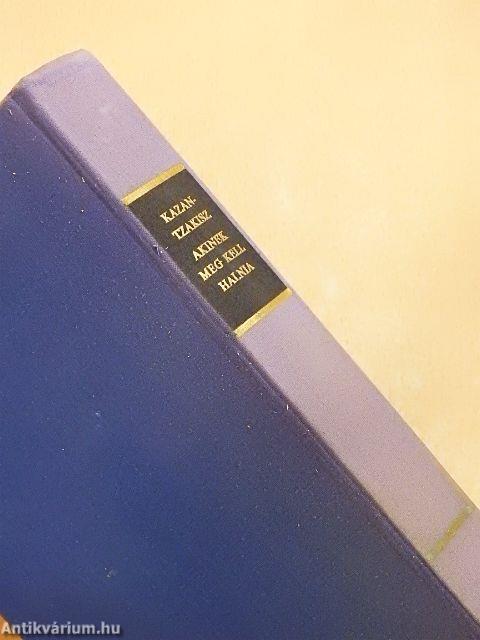 KAZAN-
TZAKISZ
AKINEK
MEG KELL
HALNIA
Antikvárium.hu